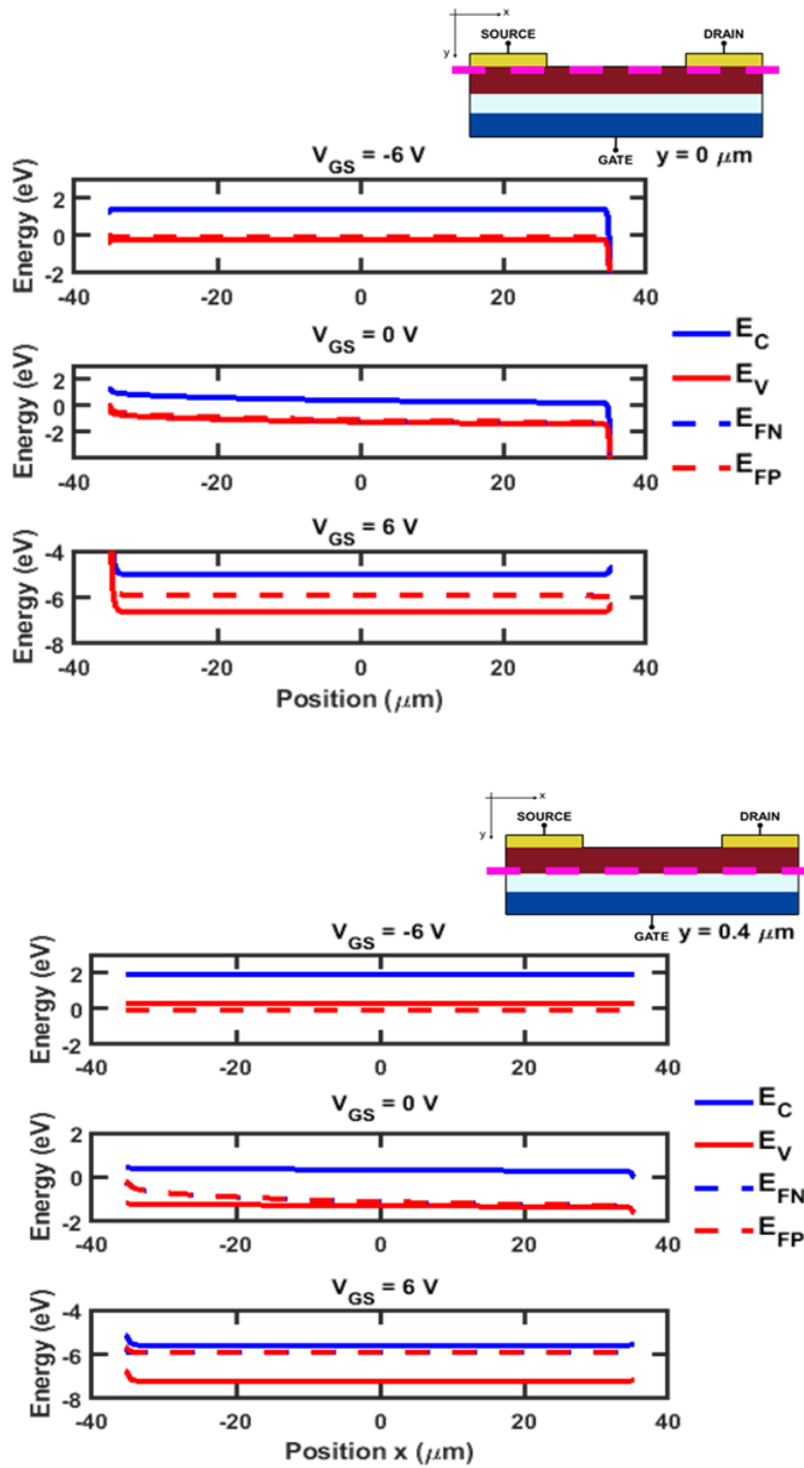 x
SOURCE DRAIN
y
GATE y = 0 μm
V_GS = -6 V
Energy (eV)
2
0
-2
-40 -20 0 20 40
V_GS = 0 V
Energy (eV)
2
0
-2
-40 -20 0 20 40
E_C
E_V
E_FN
E_FP
V_GS = 6 V
Energy (eV)
-4
-6
-8
-40 -20 0 20 40
Position (μm)
x
SOURCE DRAIN
y
GATE y = 0.4 μm
V_GS = -6 V
Energy (eV)
2
0
-2
-40 -20 0 20 40
V_GS = 0 V
Energy (eV)
2
0
-2
-40 -20 0 20 40
E_C
E_V
E_FN
E_FP
V_GS = 6 V
Energy (eV)
-4
-6
-8
-40 -20 0 20 40
Position x (μm)